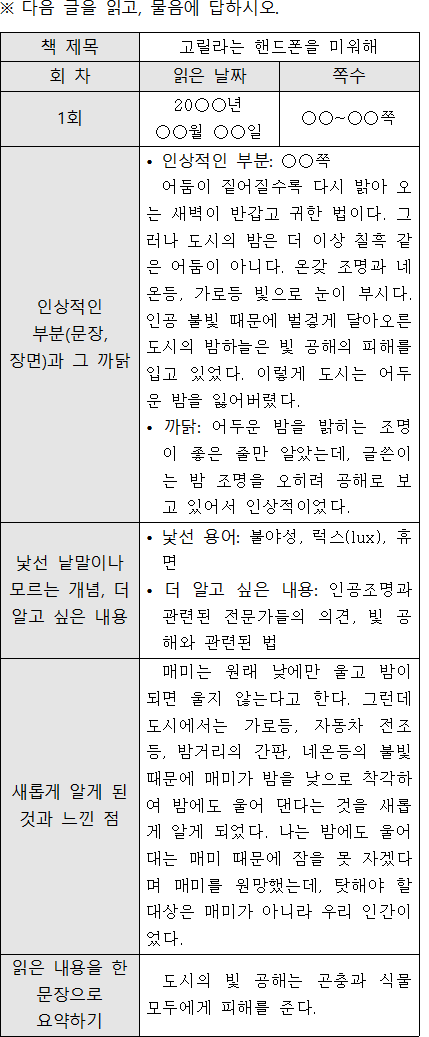 ※ 다음 글을 읽고, 물음에 답하시오.
책 제목
고릴라는 핸드폰을 미워해
회 차
읽은 날짜
쪽수
1회
20○○년
○○월 ○○일
○○~○○쪽
인상적인
부분(문장,
장면)과 그 까닭
• 인상적인 부분: ○○쪽
어둠이 짙어질수록 다시 밝아 오
는 새벽이 반갑고 귀한 법이다. 그
러나 도시의 밤은 더 이상 칠흑 같
은 어둠이 아니다. 온갖 조명과 네
온등, 가로등 빛으로 눈이 부시다.
인공 불빛 때문에 벌겋게 달아오른
도시의 밤하늘은 빛 공해의 피해를
입고 있었다. 이렇게 도시는 어두
운 밤을 잃어버렸다.
• 까닭: 어두운 밤을 밝히는 조명
이 좋은 줄만 알았는데, 글쓴이
는 밤 조명을 오히려 공해로 보
고 있어서 인상적이었다.
낯선 낱말이나
모르는 개념, 더
알고 싶은 내용
• 낯선 용어: 불야성, 럭스(lux), 휴
면
• 더 알고 싶은 내용: 인공조명과
관련된 전문가들의 의견, 빛 공
해와 관련된 법
새롭게 알게 된
것과 느낀 점
매미는 원래 낮에만 울고 밤이
되면 울지 않는다고 한다. 그런데
도시에서는 가로등, 자동차 전조
등, 밤거리의 간판, 네온등의 불빛
때문에 매미가 밤을 낮으로 착각하
여 밤에도 울어 댄다는 것을 새롭
게 알게 되었다. 나는 밤에도 울어
대는 매미 때문에 잠을 못 자겠다
며 매미를 원망했는데, 탓해야 할
대상은 매미가 아니라 우리 인간이
었다.
읽은 내용을 한
문장으로
요약하기
도시의 빛 공해는 곤충과 식물
모두에게 피해를 준다.